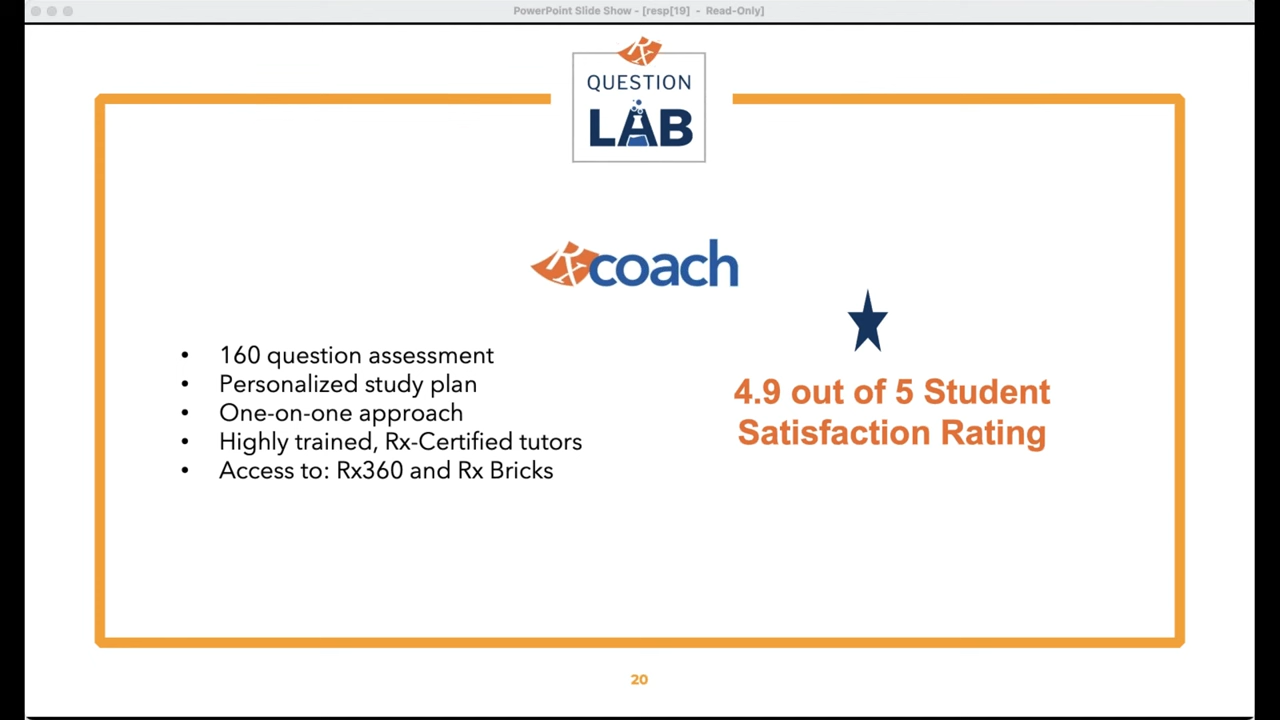 PowerPoint Slide Show - [resp[19] - Read-Only]
Rx
QUESTION
LAB
Rx coach
• 160 question assessment
• Personalized study plan
• One-on-one approach
• Highly trained, Rx-Certified tutors
• Access to: Rx360 and Rx Bricks
4.9 out of 5 Student
Satisfaction Rating
20